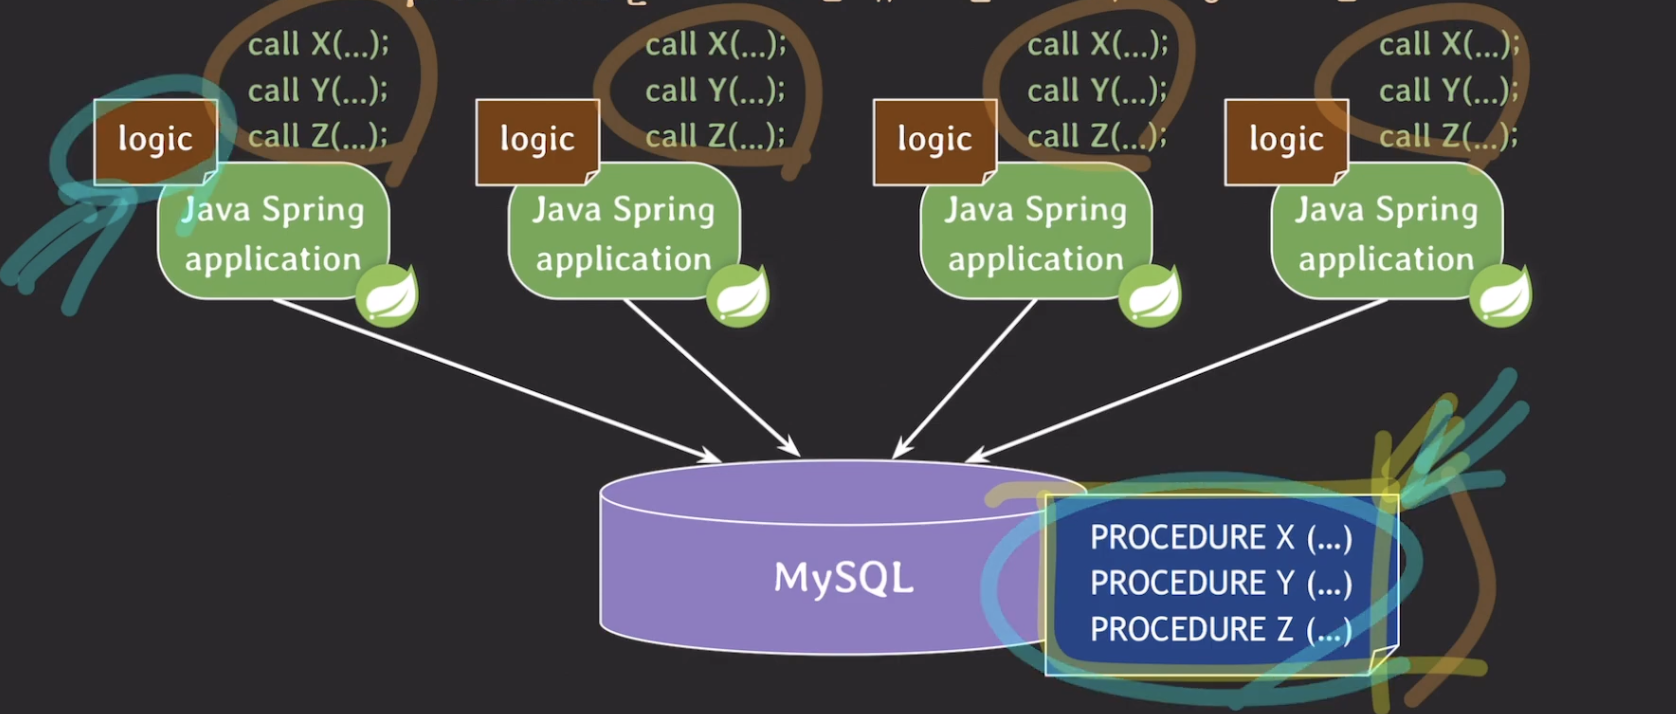 call X(...);
call Y(...);
call Z(...);
logic
Java Spring
application
call X(...);
call Y(...);
call Z(...);
logic
Java Spring
application
call X(...);
call Y(...);
call Z(...);
logic
Java Spring
application
call X(...);
call Y(...);
call Z(...);
logic
Java Spring
application
MySQL
PROCEDURE X (...)
PROCEDURE Y (...)
PROCEDURE Z (...)